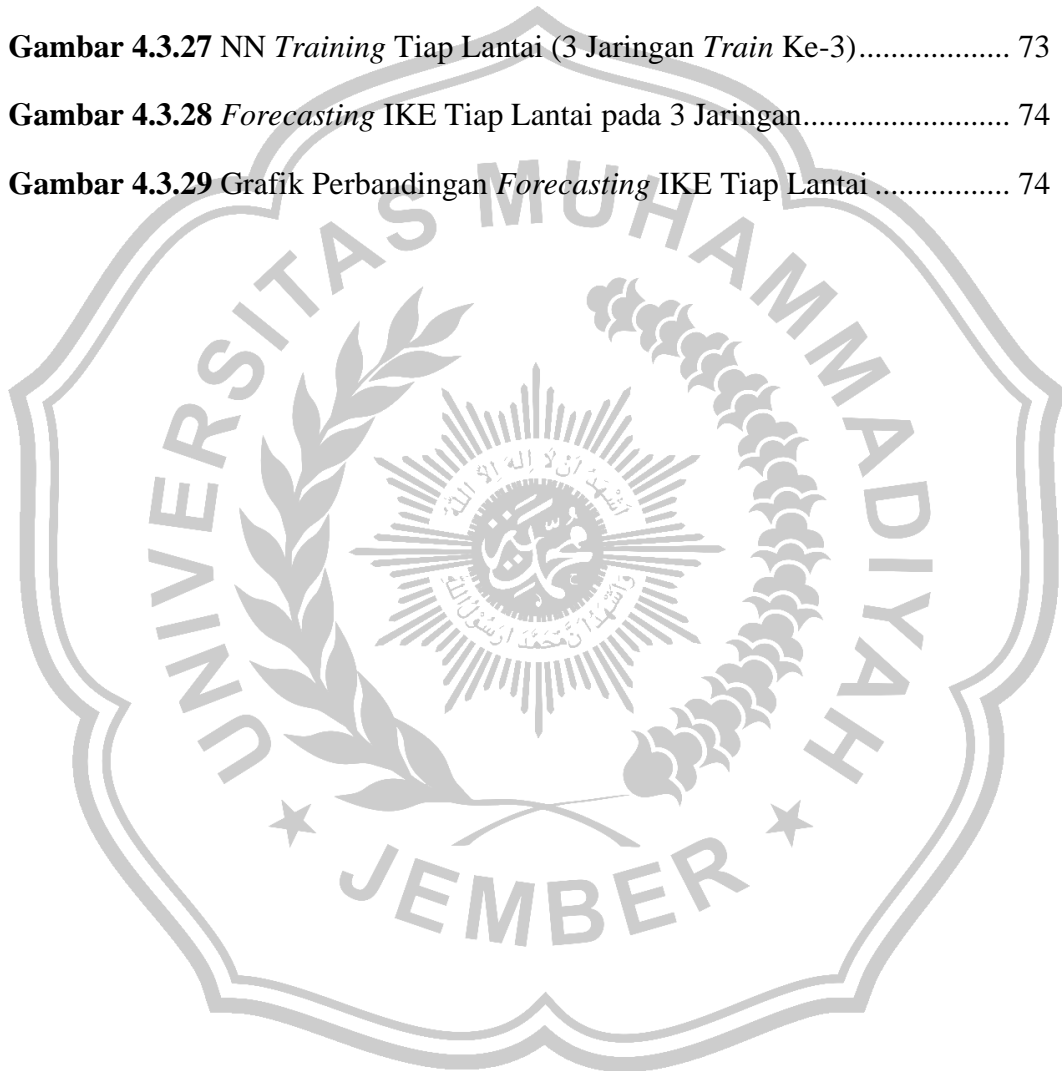 Gambar 4.3.27 NN Training Tiap Lantai (3 Jaringan Train Ke-3)................... 73
Gambar 4.3.28 Forecasting IKE Tiap Lantai pada 3 Jaringan.......................... 74
Gambar 4.3.29 Grafik Perbandingan Forecasting IKE Tiap Lantai ................. 74
UNIVERSITAS MUHAMMADIYAH
JEMBER